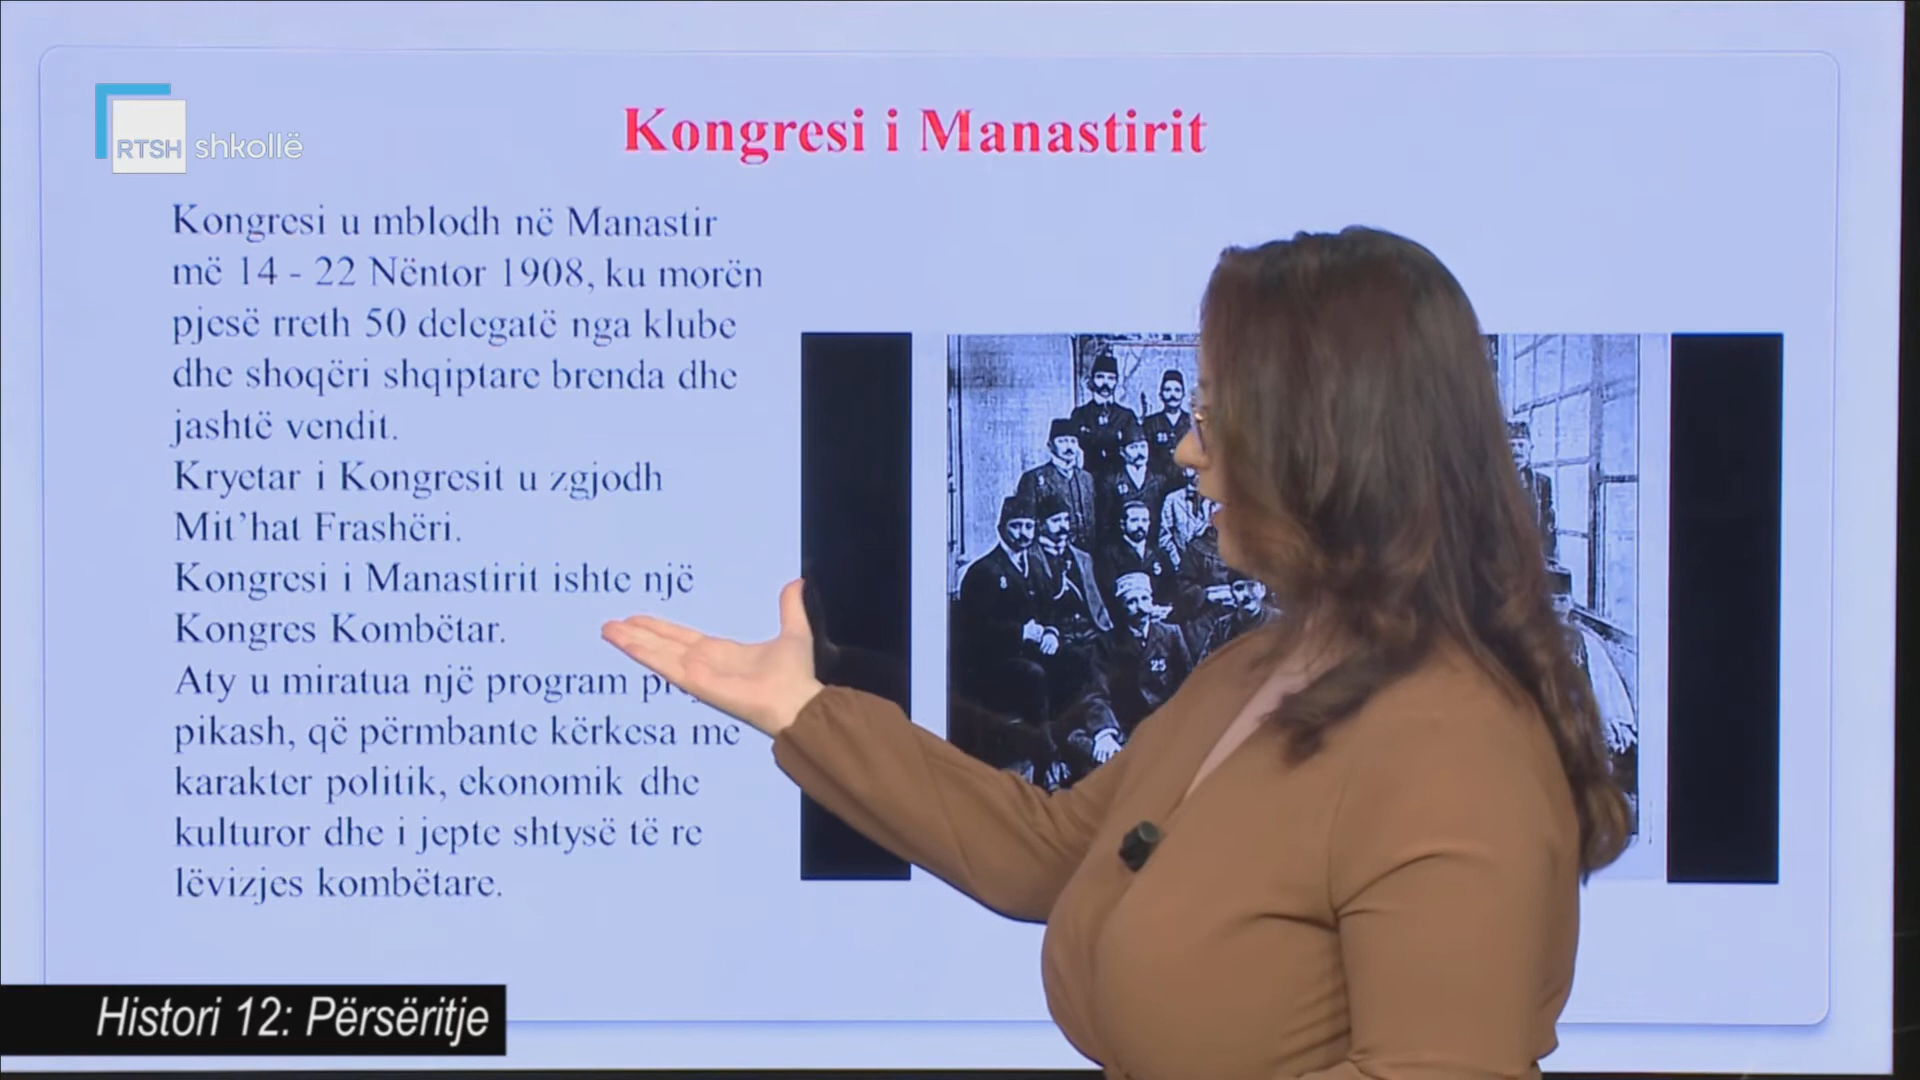 RTSH shkollë
Kongresi i Manastirit
Kongresi u mblodh në Manastir
më 14 - 22 Nëntor 1908, ku morën
pjesë rreth 50 delegatë nga klube
dhe shoqëri shqiptare brenda dhe
jashtë vendit.
Kryetar i Kongresit u zgjodh
Mit’hat Frashëri.
Kongresi i Manastirit ishte një
Kongres Kombëtar.
Aty u miratua një program
pikash, që përmbante kërkesa me
karakter politik, ekonomik dhe
kulturor dhe i jepte shtysë të re
lëvizjes kombëtare.
8
5
25
Histori 12: Përsëritje